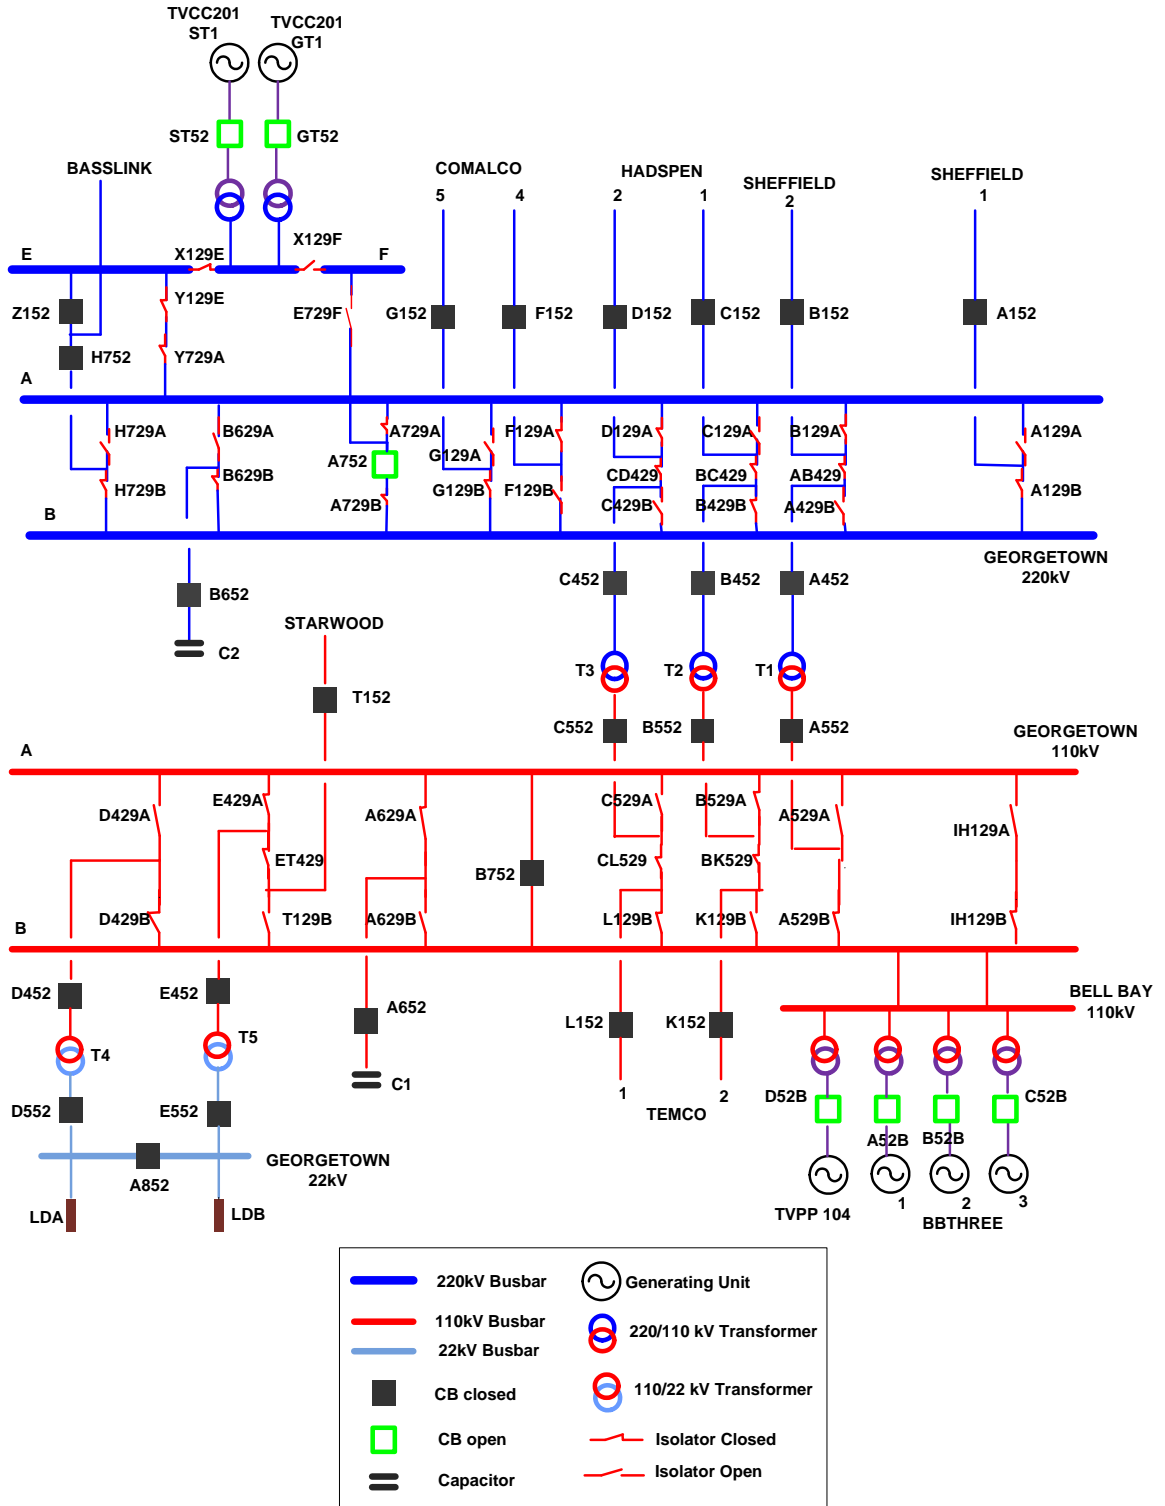 TVCC201
ST1
TVCC201
GT1
ST52
GT52
BASSLINK
COMALCO
5
4
HADSPEN
2
1
SHEFFIELD
2
SHEFFIELD
1
E
X129E
X129F
F
Z152
Y129E
E729F
G152
F152
D152
C152
B152
A152
H752
Y729A
A
H729A
B629A
A729A
G129A
F129A
D129A
C129A
B129A
A129A
A752
CD429
BC429
AB429
H729B
B629B
A729B
G129B
F129B
C429B
B429B
A429B
A129B
B
GEORGETOWN
220kV
C452
B452
A452
B652
C2
STARWOOD
T3
T2
T1
T152
C552
B552
A552
A
GEORGETOWN
110kV
D429A
E429A
A629A
C529A
B529A
A529A
IH129A
ET429
B752
CL529
BK529
D429B
T129B
A629B
L129B
K129B
A529B
IH129B
B
D452
E452
A652
L152
K152
BELL BAY
110kV
T4
T5
C1
1
2
TEMCO
D52B
A52B
B52B
C52B
D552
E552
A852
GEORGETOWN
22kV
LDA
LDB
TVPP 104
1
2
3
BBTHREE
220kV Busbar
Generating Unit
110kV Busbar
220/110 kV Transformer
22kV Busbar
CB closed
110/22 kV Transformer
CB open
Isolator Closed
Capacitor
Isolator Open